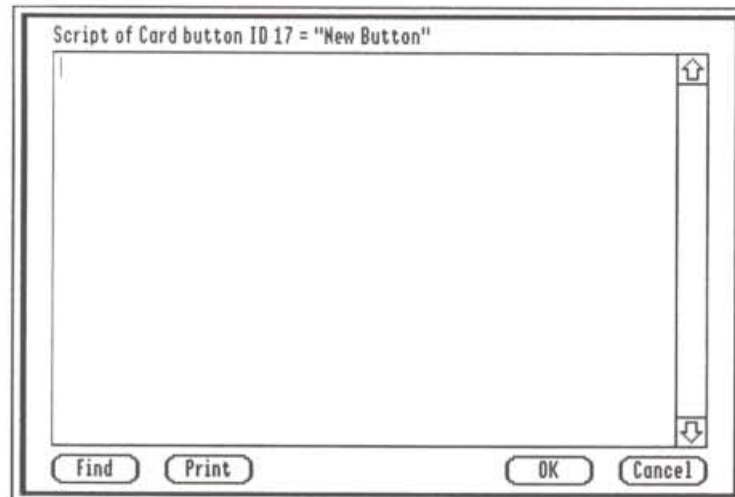 Script of Card button ID 17 = "New Button"
Find Print OK Cancel